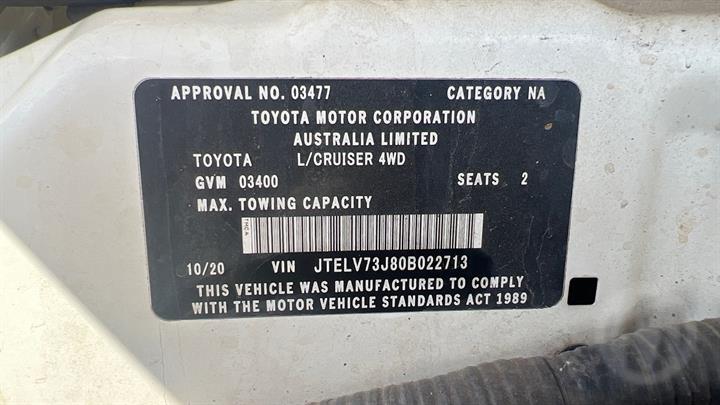 APPROVAL NO. 03477 CATEGORY NA
TOYOTA MOTOR CORPORATION
AUSTRALIA LIMITED
TOYOTA L/CRUISER 4WD
GVM 03400 SEATS 2
MAX. TOWING CAPACITY
TMCA
10/20 VIN JTELV73J80B022713
THIS VEHICLE WAS MANUFACTURED TO COMPLY
WITH THE MOTOR VEHICLE STANDARDS ACT 1989